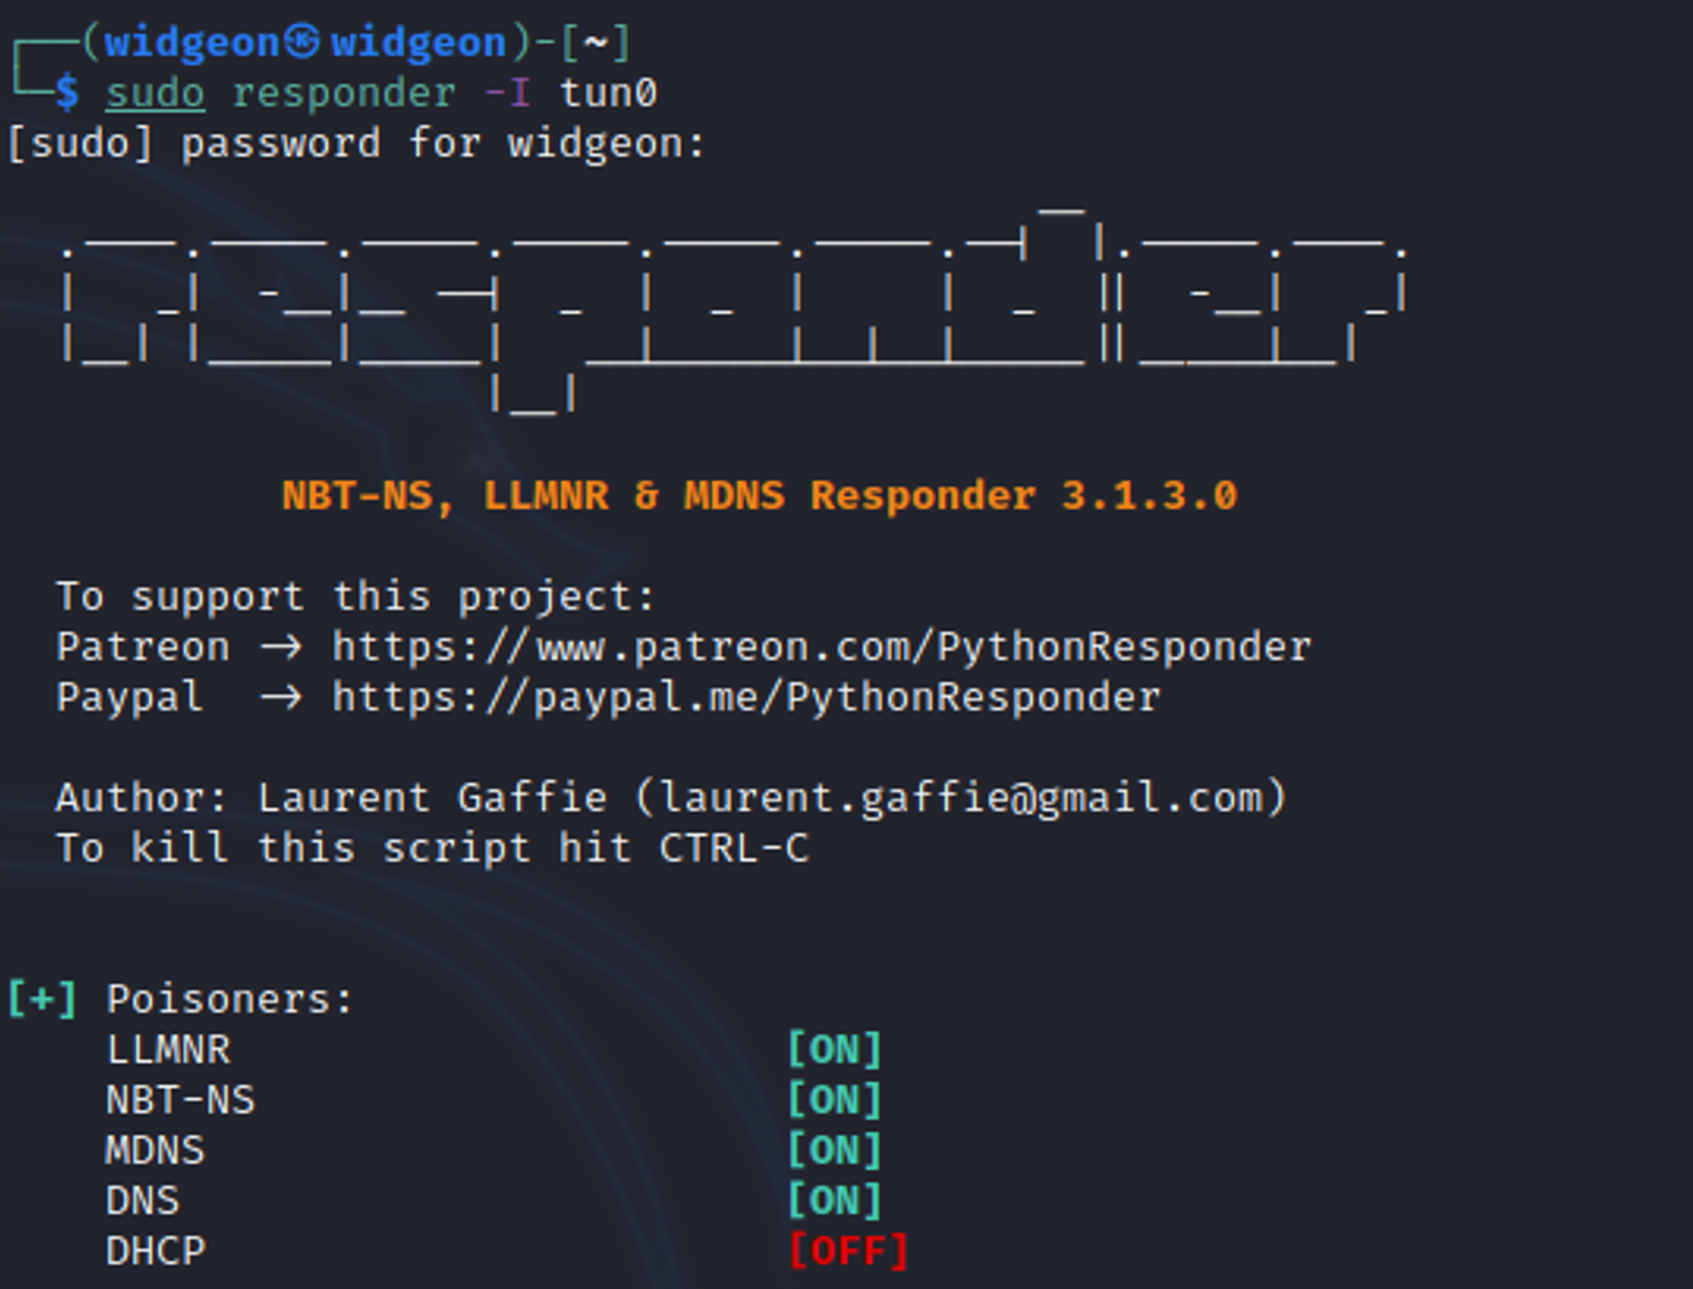 (widgeon㉿widgeon)-[~]
$ sudo responder -I tun0
[sudo] password for widgeon:
NBT-NS, LLMNR & MDNS Responder 3.1.3.0
To support this project:
Patreon -> https://www.patreon.com/PythonResponder
Paypal -> https://paypal.me/PythonResponder
Author: Laurent Gaffie (laurent.gaffie@gmail.com)
To kill this script hit CTRL-C
[+] Poisoners:
LLMNR [ON]
NBT-NS [ON]
MDNS [ON]
DNS [ON]
DHCP [OFF]